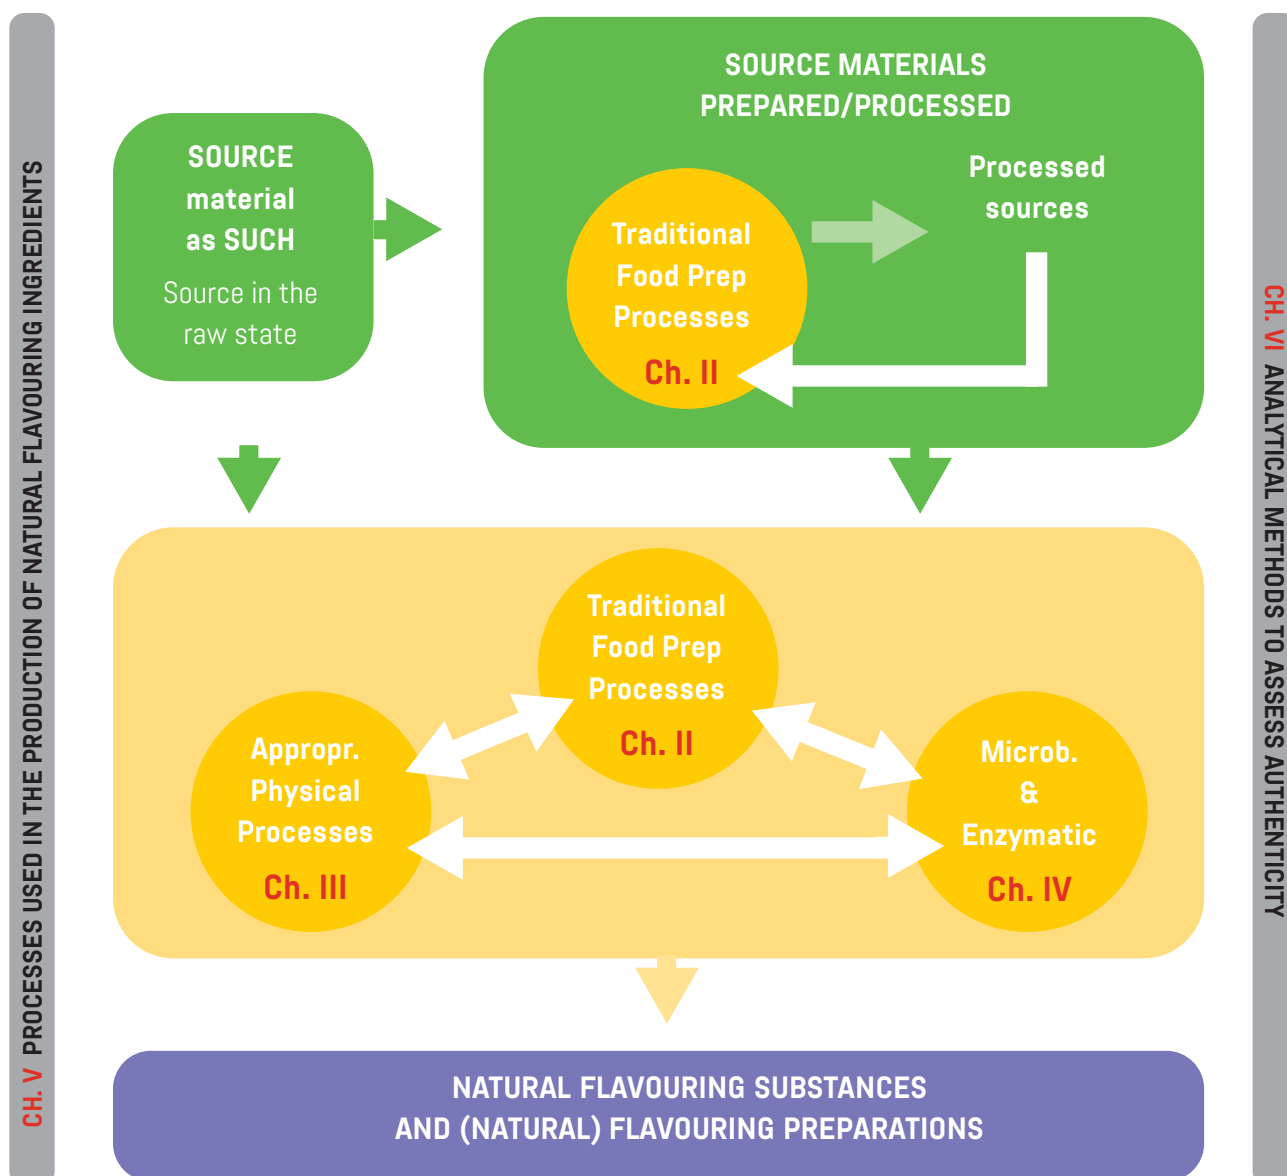 CH. V PROCESSES USED IN THE PRODUCTION OF NATURAL FLAVOURING INGREDIENTS
SOURCE
material
as SUCH
Source in the
raw state
SOURCE MATERIALS
PREPARED/PROCESSED
Traditional
Food Prep
Processes
Ch. II
Processed
sources
Traditional
Food Prep
Processes
Ch. II
Appropr.
Physical
Processes
Ch. III
Microb.
&
Enzymatic
Ch. IV
NATURAL FLAVOURING SUBSTANCES
AND (NATURAL) FLAVOURING PREPARATIONS
CH. VI ANALYTICAL METHODS TO ASSESS AUTHENTICITY